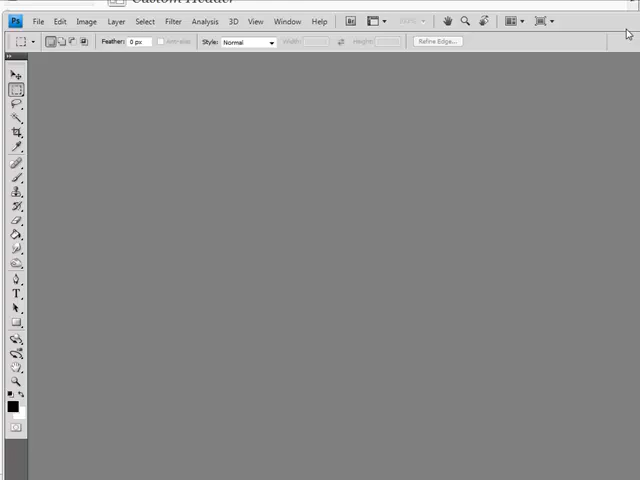 Custom Header
Ps File Edit Image Layer Select Filter Analysis 3D View Window Help Br
Feather: 0 px Anti-alias Style: Normal Width: Height: Refine Edge...
T